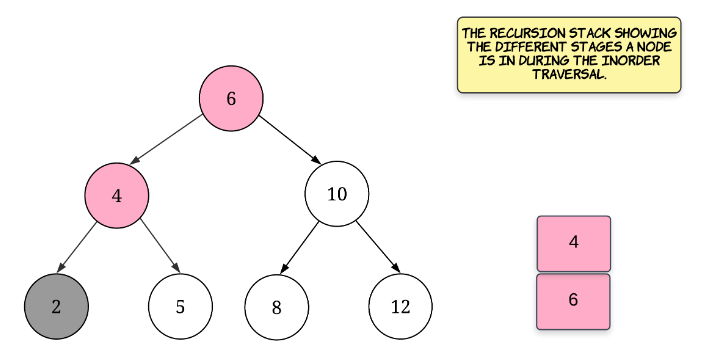 THE RECURSION STACK SHOWING
THE DIFFERENT STAGES A NODE
IS IN DURING THE INORDER
TRAVERSAL.
6
4
10
2
5
8
12
4
6